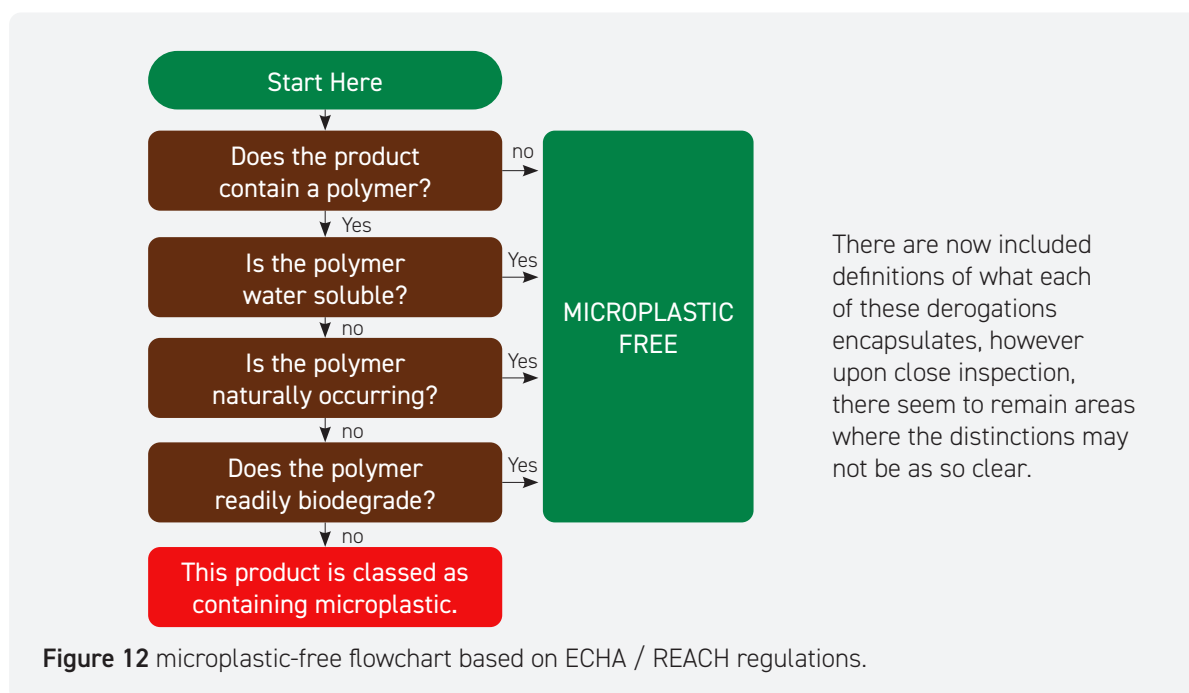 Start Here
Does the product
contain a polymer?
no
Yes
Is the polymer
water soluble?
Yes
no
Is the polymer
naturally occurring?
Yes
no
Does the polymer
readily biodegrade?
Yes
no
This product is classed as
containing microplastic.
MICROPLASTIC
FREE
There are now included
definitions of what each
of these derogations
encapsulates, however
upon close inspection,
there seem to remain areas
where the distinctions may
not be as so clear.
Figure 12 microplastic-free flowchart based on ECHA / REACH regulations.